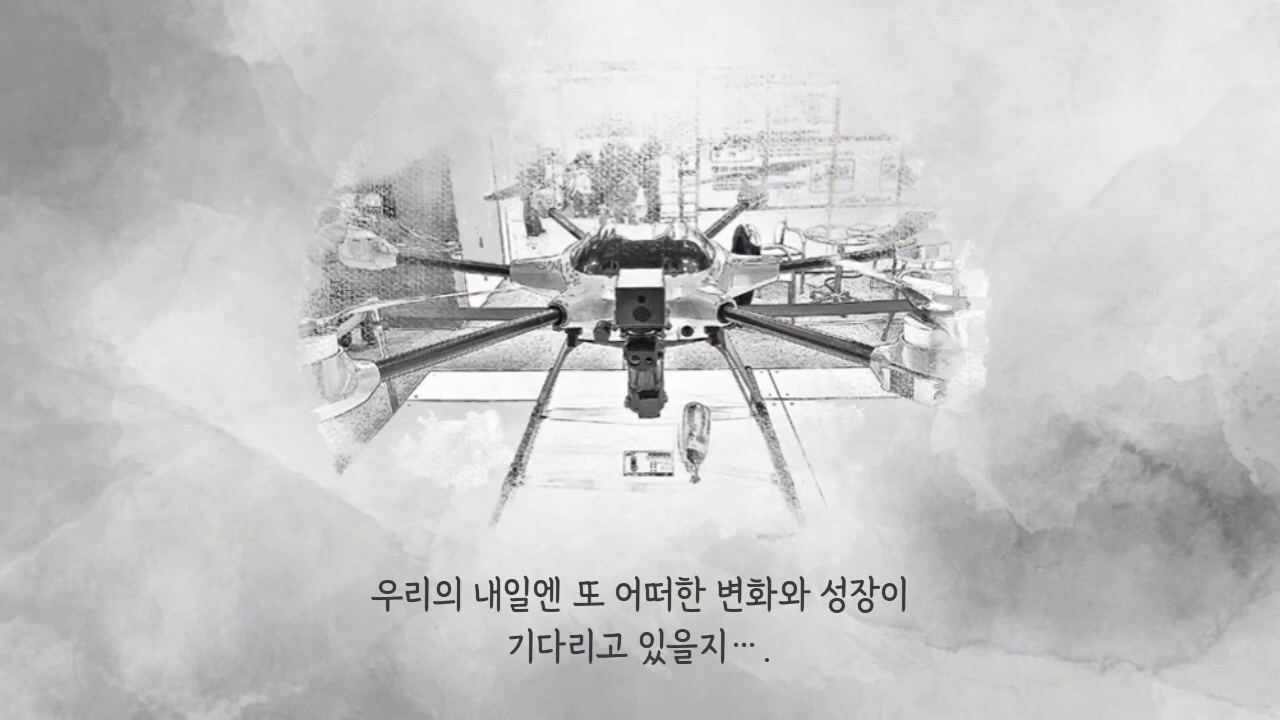 우리의 내일엔 또 어떠한 변화와 성장이
기다리고 있을지… .